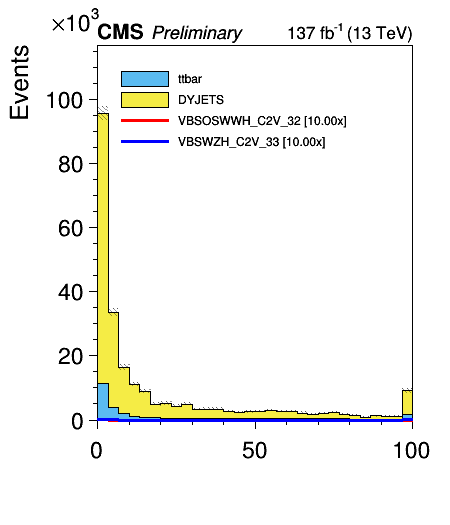 ×10³
CMS Preliminary 137 fb⁻¹ (13 TeV)
Events
ttbar
DYJETS
VBSOSWWH_C2V_32 [10.00x]
VBSWZH_C2V_33 [10.00x]
100
80
60
40
20
0
0 50 100